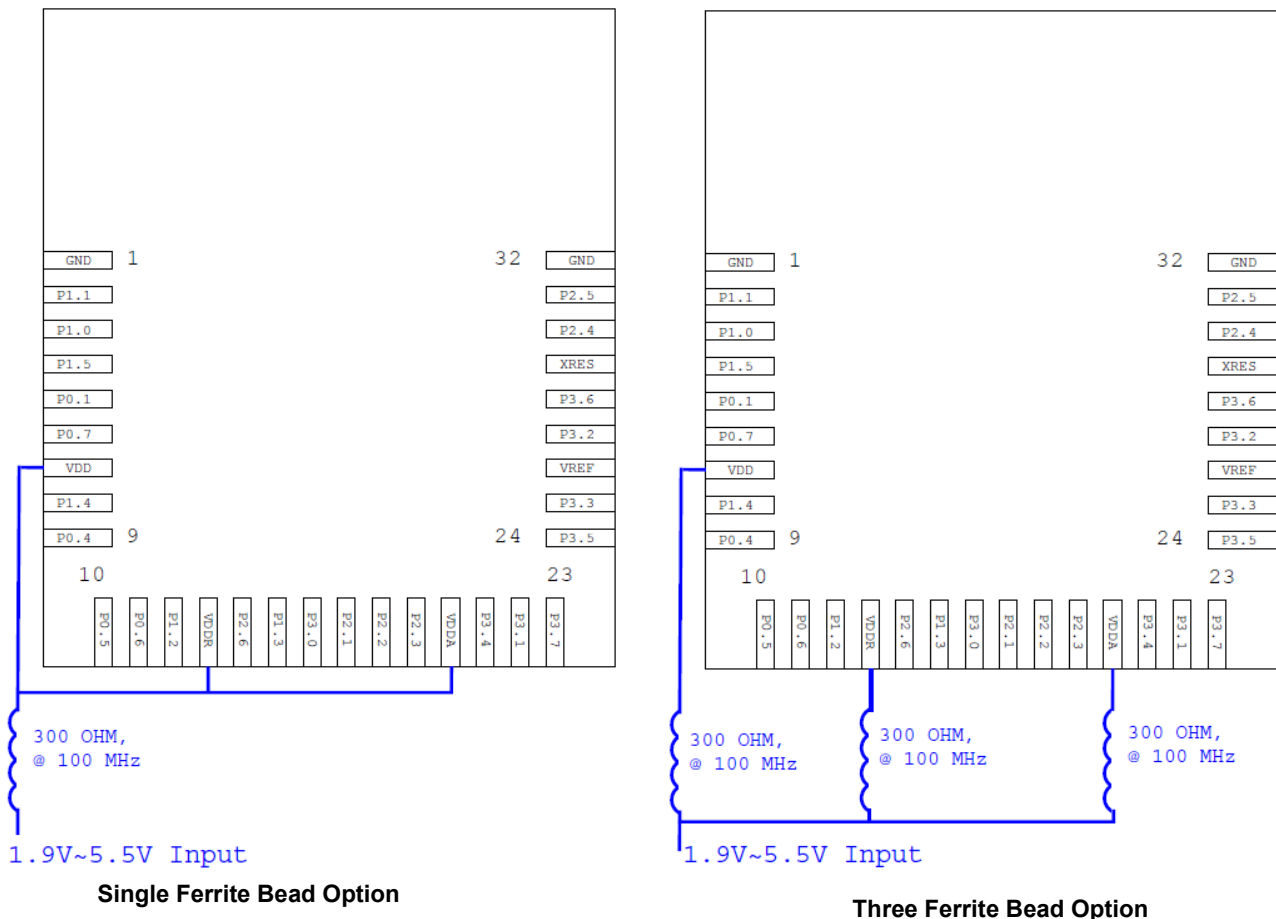 GND 1 32 GND
P1.1 P2.5
P1.0 P2.4
P1.5 XRES
P0.1 P3.6
P0.7 P3.2
VDD VREF
P1.4 P3.3
P0.4 9 24 P3.5
10 23
P0.5 P0.6 P1.2 VDDR P2.6 P1.3 P3.0 P2.1 P2.2 P2.3 VDDA P3.4 P3.1 P3.7
300 OHM,
@ 100 MHz
1.9V~5.5V Input
Single Ferrite Bead Option
GND 1 32 GND
P1.1 P2.5
P1.0 P2.4
P1.5 XRES
P0.1 P3.6
P0.7 P3.2
VDD VREF
P1.4 P3.3
P0.4 9 24 P3.5
10 23
P0.5 P0.6 P1.2 VDDR P2.6 P1.3 P3.0 P2.1 P2.2 P2.3 VDDA P3.4 P3.1 P3.7
300 OHM,
@ 100 MHz
300 OHM,
@ 100 MHz
300 OHM,
@ 100 MHz
1.9V~5.5V Input
Three Ferrite Bead Option